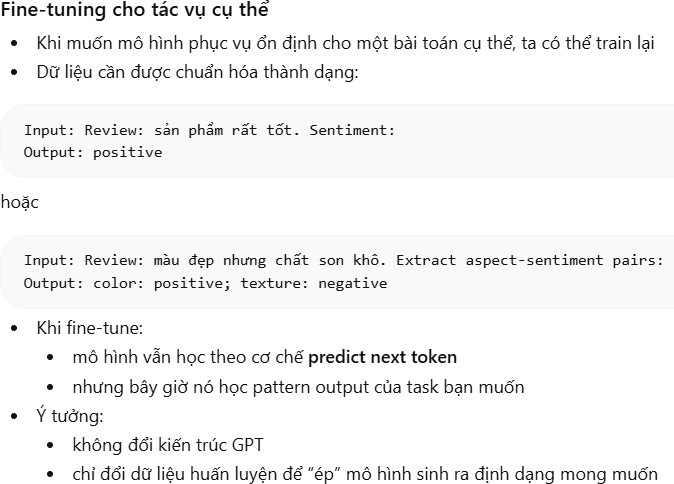 Fine-tuning cho tác vụ cụ thể
• Khi muốn mô hình phục vụ ổn định cho một bài toán cụ thể, ta có thể train lại
• Dữ liệu cần được chuẩn hóa thành dạng:
Input: Review: sản phẩm rất tốt. Sentiment:
Output: positive
hoặc
Input: Review: màu đẹp nhưng chất son khô. Extract aspect-sentiment pairs:
Output: color: positive; texture: negative
• Khi fine-tune:
• mô hình vẫn học theo cơ chế predict next token
• nhưng bây giờ nó học pattern output của task bạn muốn
• Ý tưởng:
• không đổi kiến trúc GPT
• chỉ đổi dữ liệu huấn luyện để “ép” mô hình sinh ra định dạng mong muốn